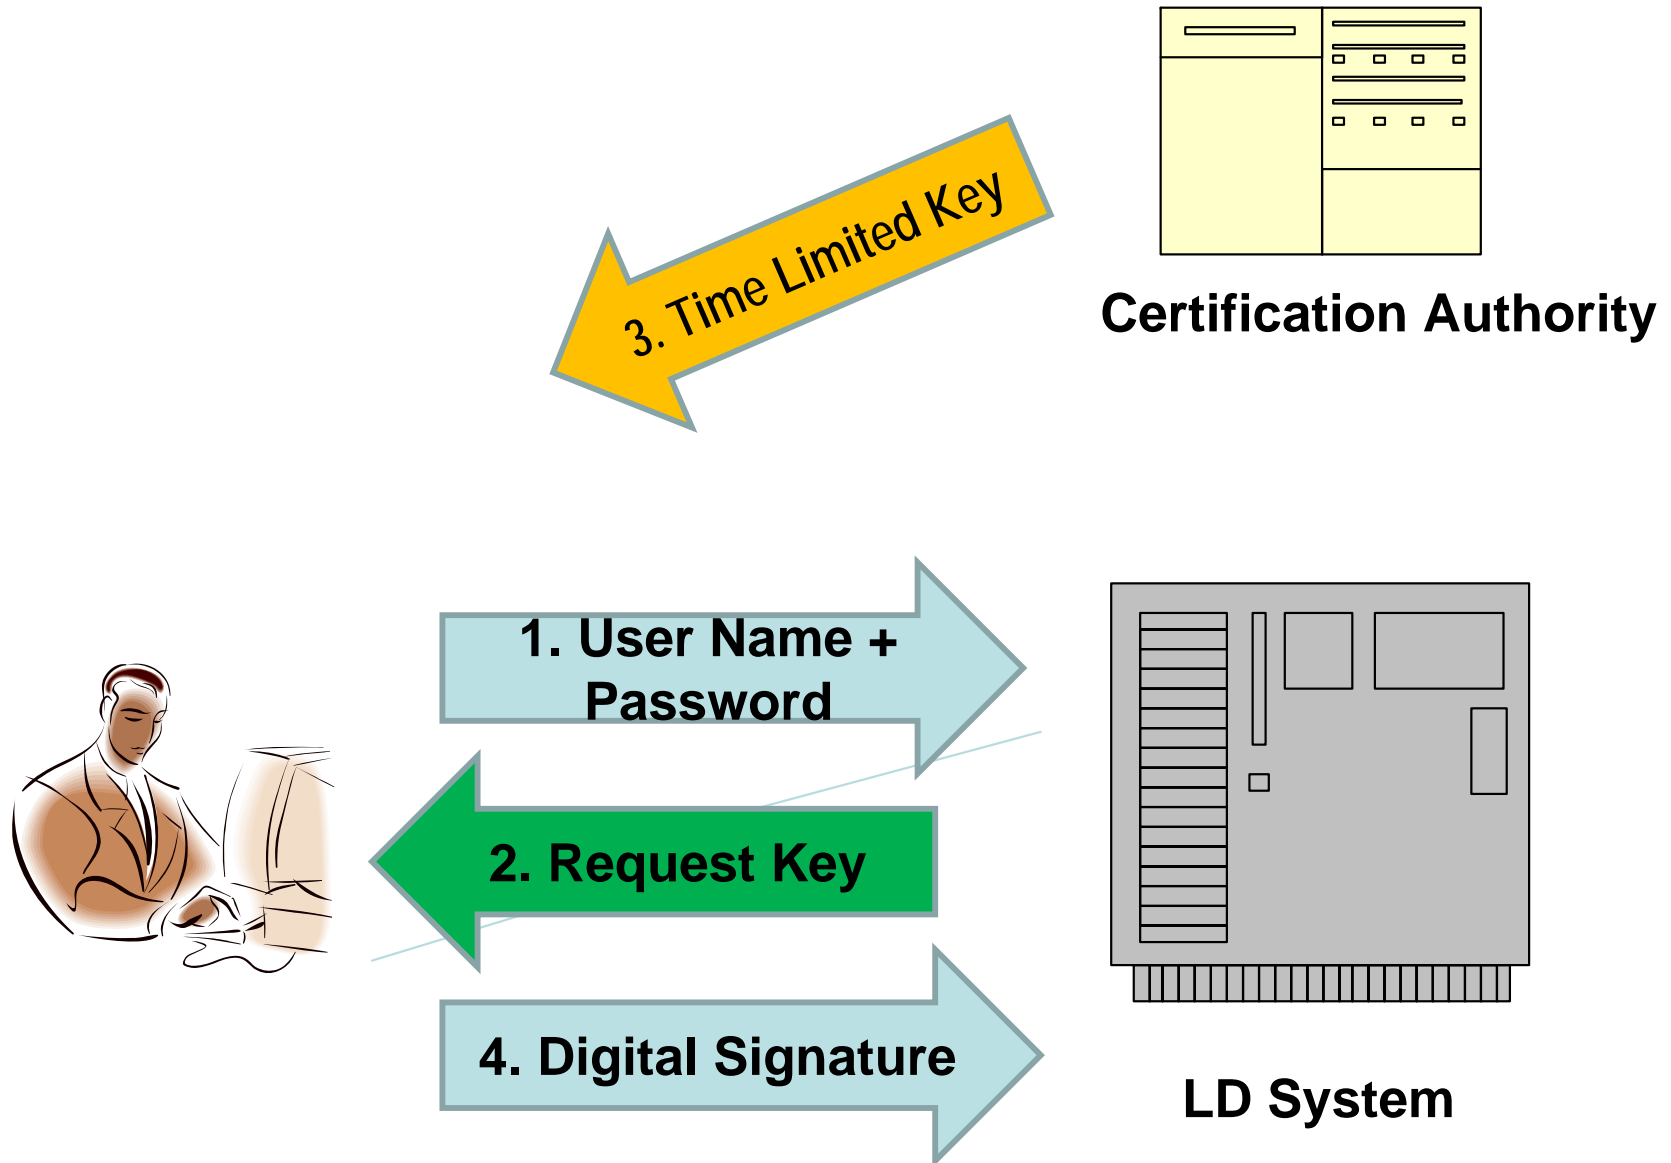 3. Time Limited Key
Certification Authority
1. User Name +
Password
2. Request Key
4. Digital Signature
LD System